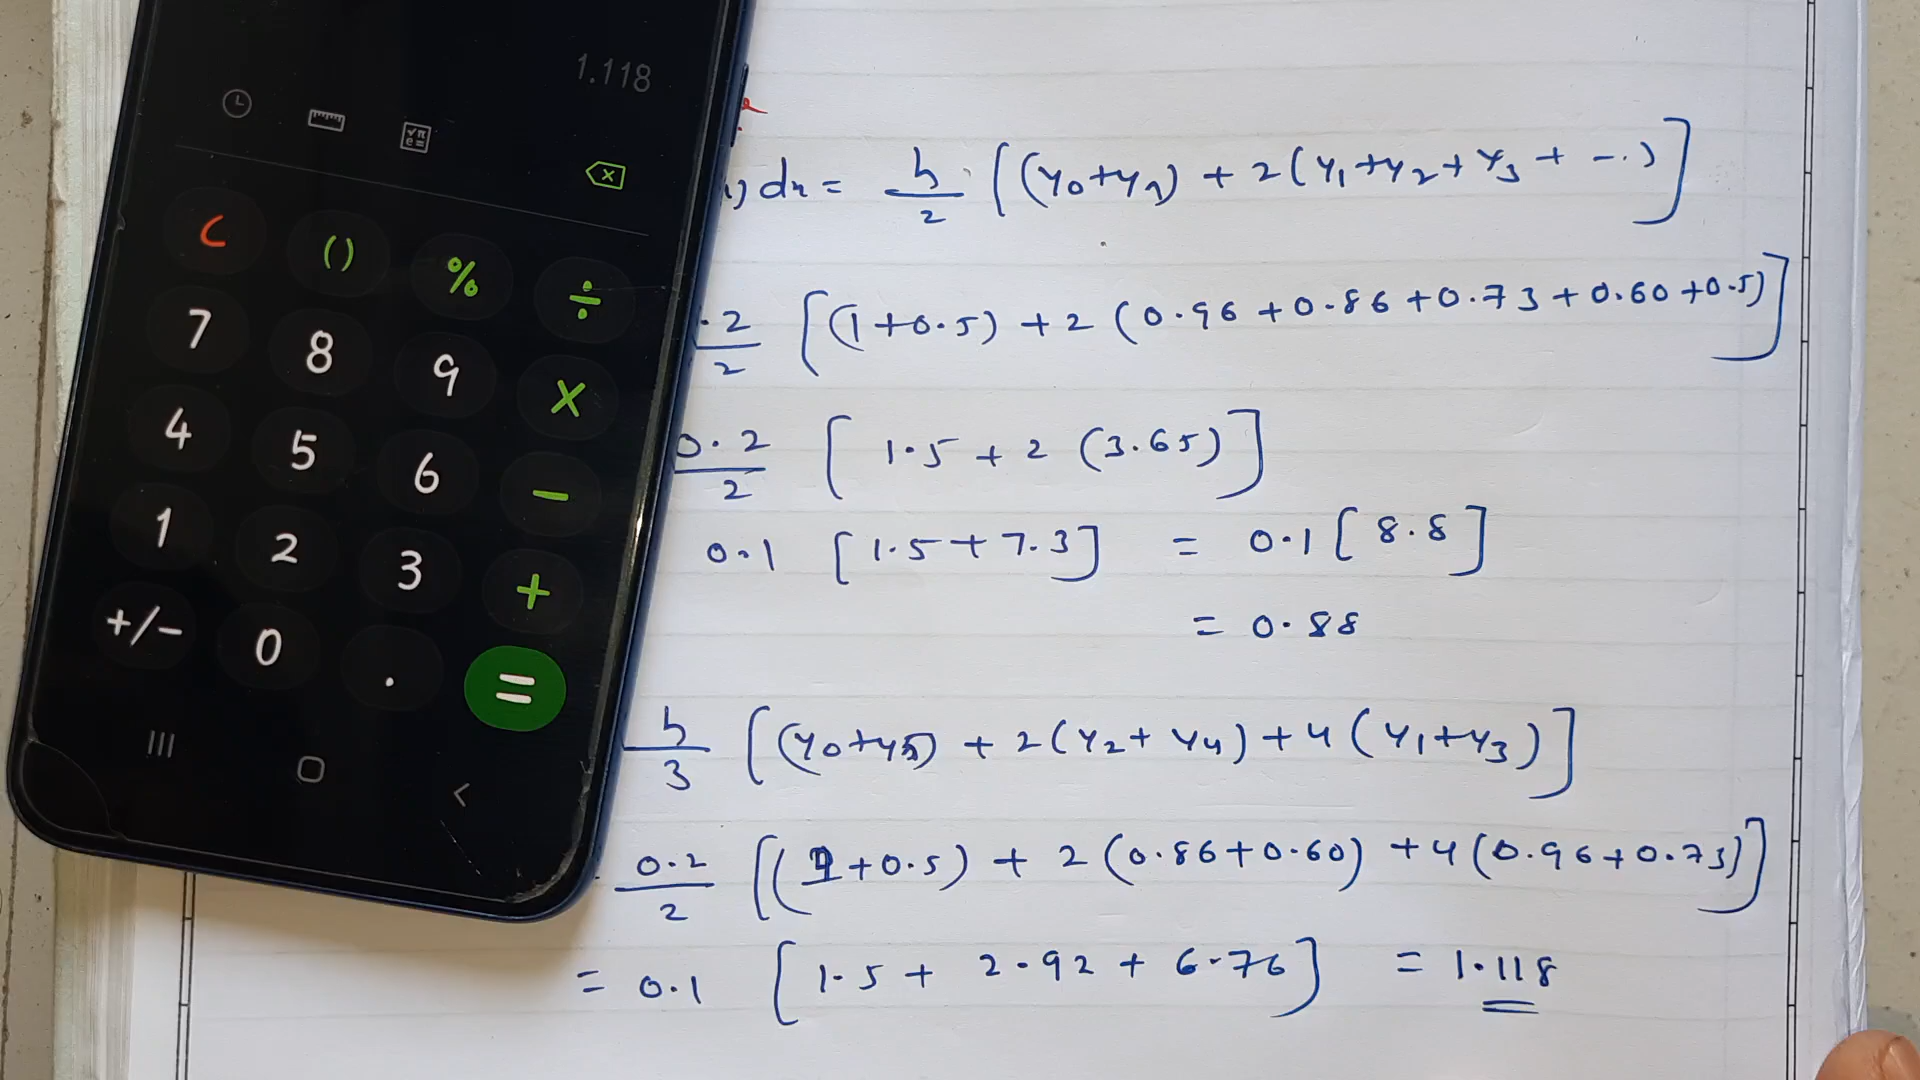 1.118
√π
e=
C () % ÷
7 8 9 ×
4 5 6 −
1 2 3 +
+/− 0 . =
) dx = h/2 [(y0+yn) + 2(y1+y2+y3+ -..)]
.2/2 [(1+0.5) + 2 (0.96+0.86+0.73+0.60+0.5)]
0.2/2 [1.5 + 2 (3.65)]
0.1 [1.5+7.3] = 0.1 [8.8]
= 0.88
h/3 [(y0+y5) + 2(y2+y4) + 4(y1+y3)]
0.2/2 [(1+0.5) + 2(0.86+0.60) +4(0.96+0.73)]
= 0.1 [1.5 + 2.92 + 6.76] = 1.118